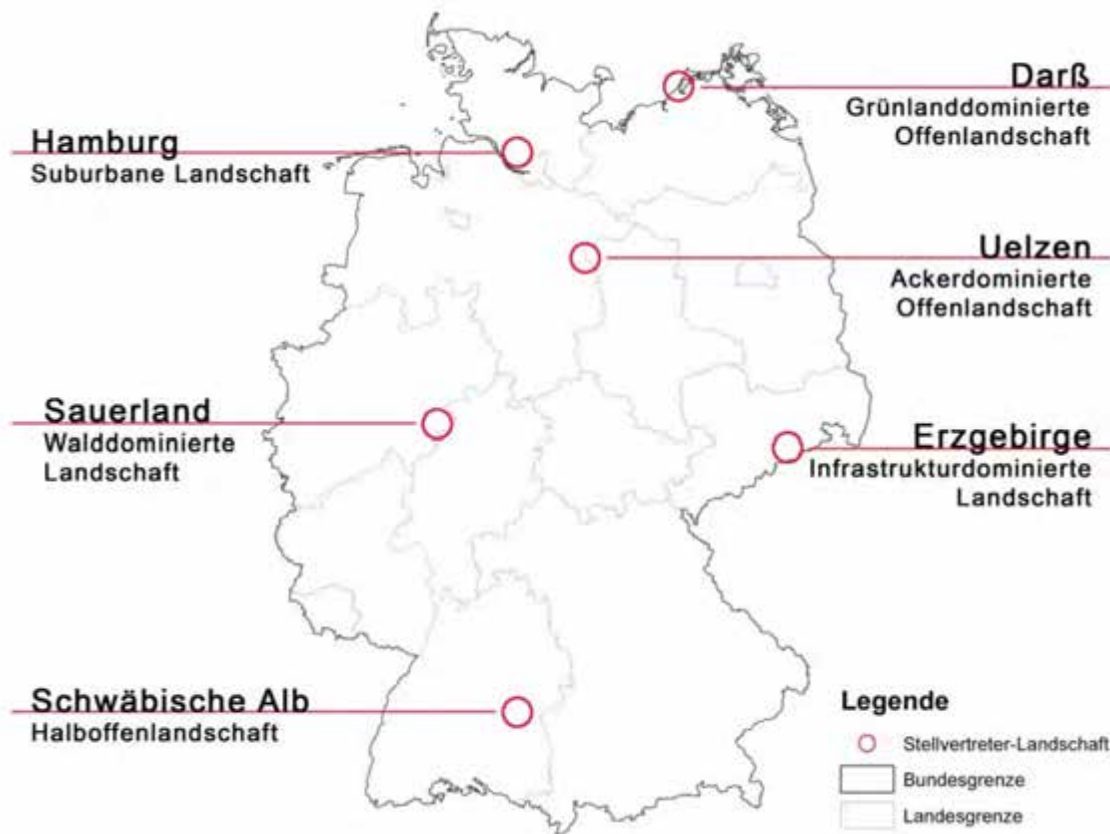 Hamburg
Suburbane Landschaft
Darß
Grünlanddominierte
Offenlandschaft
Uelzen
Ackerdominierte
Offenlandschaft
Sauerland
Walddominierte
Landschaft
Erzgebirge
Infrastrukturdominierte
Landschaft
Schwäbische Alb
Halboffenlandschaft
Legende
Stellvertreter-Landschaft
Bundesgrenze
Landesgrenze